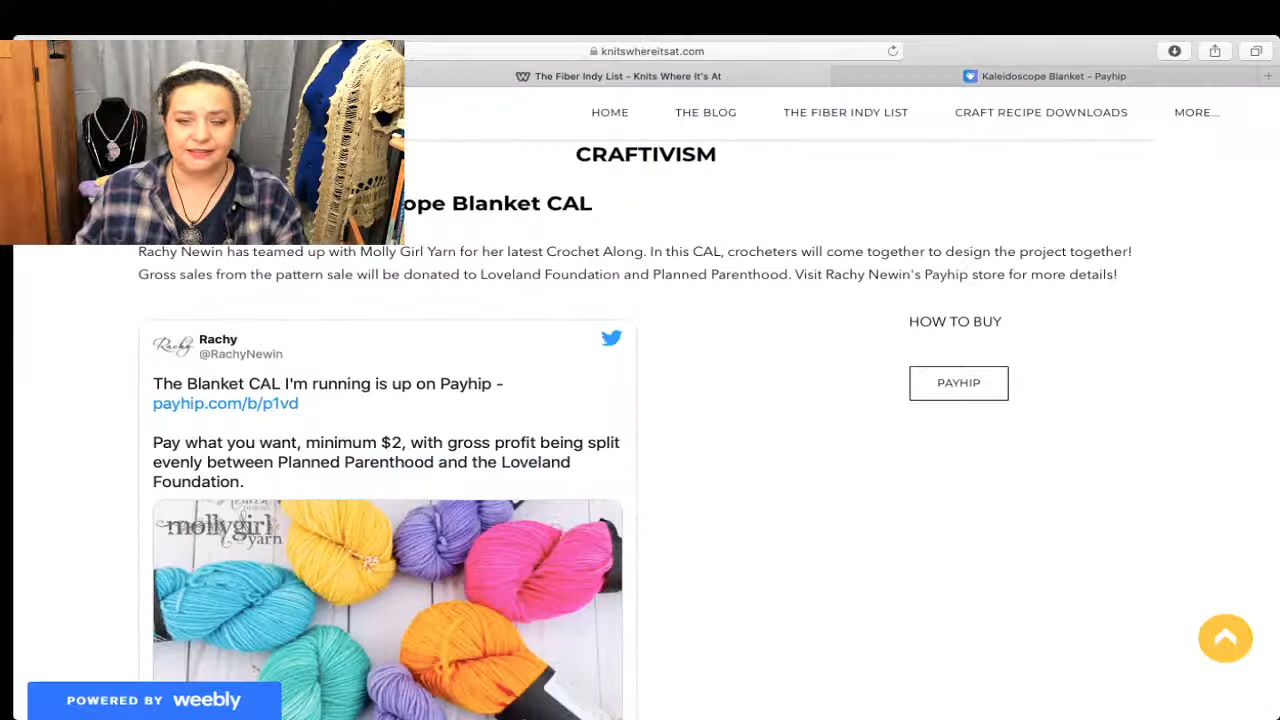 knitswhereitsat.com
The Fiber Indy List - Knits Where It's At
Kaleidoscope Blanket - Payhip
HOME THE BLOG THE FIBER INDY LIST CRAFT RECIPE DOWNLOADS MORE...
CRAFTIVISM
ope Blanket CAL
Rachy Newin has teamed up with Molly Girl Yarn for her latest Crochet Along. In this CAL, crocheters will come together to design the project together!
Gross sales from the pattern sale will be donated to Loveland Foundation and Planned Parenthood. Visit Rachy Newin's Payhip store for more details!
HOW TO BUY
PAYHIP
Rachy
Rachy
@RachyNewin
The Blanket CAL I'm running is up on Payhip -
payhip.com/b/p1vd
Pay what you want, minimum $2, with gross profit being split
evenly between Planned Parenthood and the Loveland
Foundation.
mollygirl
yarn
POWERED BY weebly